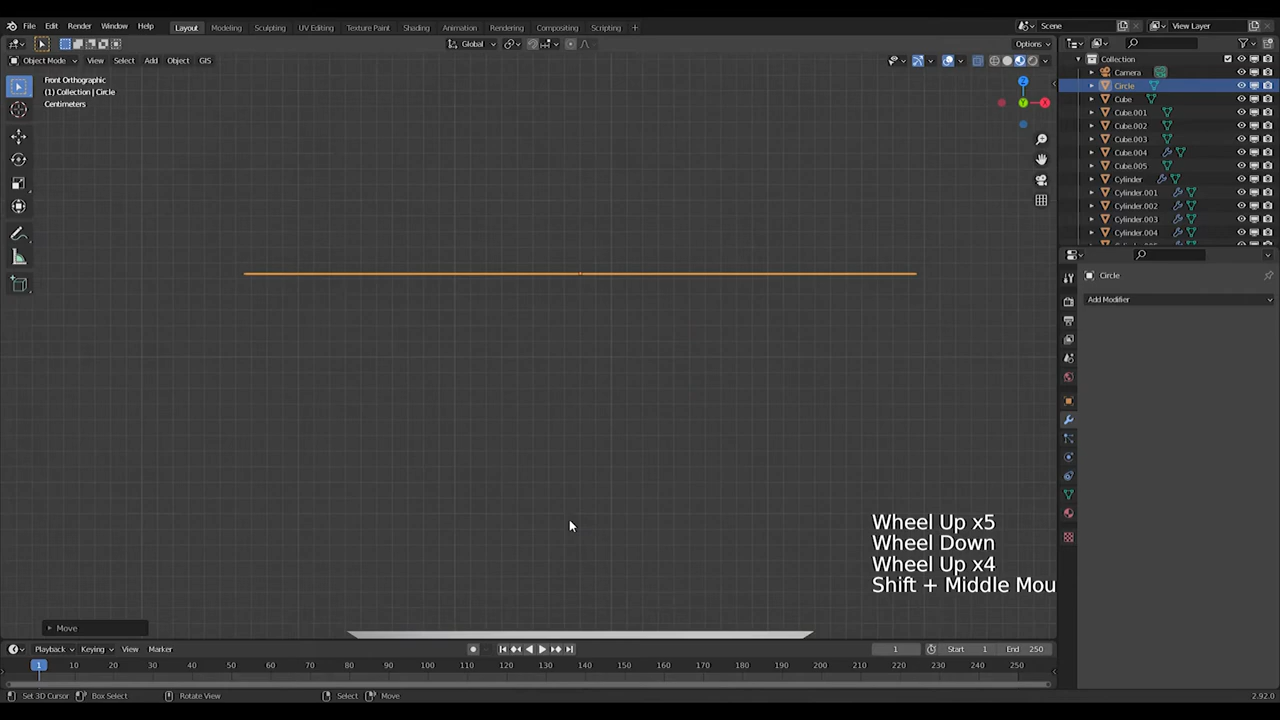 File Edit Render Window Help
Layout Modeling Sculpting UV Editing Texture Paint Shading Animation Rendering Compositing Scripting +
Scene View Layer
Global Options
Object Mode View Select Add Object GIS
Front Orthographic
(1) Collection | Circle
Centimeters
Z
Y
X
Collection
Camera
Circle
Cube
Cube.001
Cube.002
Cube.003
Cube.004
Cube.005
Cylinder
Cylinder.001
Cylinder.002
Cylinder.003
Cylinder.004
Circle
Add Modifier
Wheel Up x5
Wheel Down
Wheel Up x4
Shift + Middle Mou
Move
Playback Keying View Marker
1 Start 1 End 250
1 10 20 30 40 50 60 70 80 90 100 110 120 130 140 150 160 170 180 190 200 210 220 230 240 250
Set 3D Cursor Box Select Rotate View Select Move 2.92.0